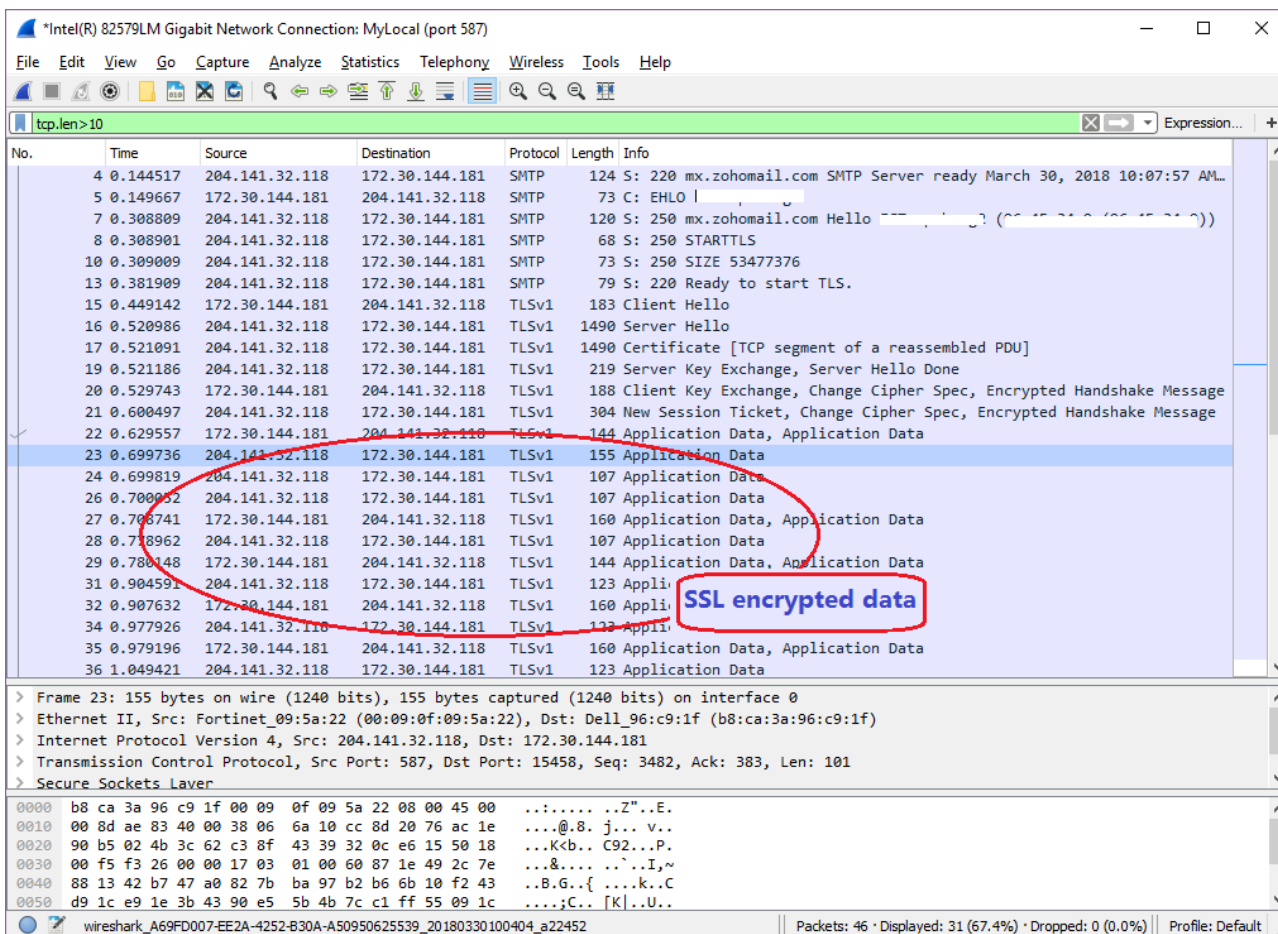 *Intel(R) 82579LM Gigabit Network Connection: MyLocal (port 587)
File Edit View Go Capture Analyze Statistics Telephony Wireless Tools Help
tcp.len>10
Expression... +
No. Time Source Destination Protocol Length Info
4 0.144517 204.141.32.118 172.30.144.181 SMTP 124 S: 220 mx.zohomail.com SMTP Server ready March 30, 2018 10:07:57 AM…
5 0.149667 172.30.144.181 204.141.32.118 SMTP 73 C: EHLO
7 0.308809 204.141.32.118 172.30.144.181 SMTP 120 S: 250 mx.zohomail.com Hello
8 0.308901 204.141.32.118 172.30.144.181 SMTP 68 S: 250 STARTTLS
10 0.309009 204.141.32.118 172.30.144.181 SMTP 73 S: 250 SIZE 53477376
13 0.381909 204.141.32.118 172.30.144.181 SMTP 79 S: 220 Ready to start TLS.
15 0.449142 172.30.144.181 204.141.32.118 TLSv1 183 Client Hello
16 0.520986 204.141.32.118 172.30.144.181 TLSv1 1490 Server Hello
17 0.521091 204.141.32.118 172.30.144.181 TLSv1 1490 Certificate [TCP segment of a reassembled PDU]
19 0.521186 204.141.32.118 172.30.144.181 TLSv1 219 Server Key Exchange, Server Hello Done
20 0.529743 172.30.144.181 204.141.32.118 TLSv1 188 Client Key Exchange, Change Cipher Spec, Encrypted Handshake Message
21 0.600497 204.141.32.118 172.30.144.181 TLSv1 304 New Session Ticket, Change Cipher Spec, Encrypted Handshake Message
22 0.629557 172.30.144.181 204.141.32.118 TLSv1 144 Application Data, Application Data
23 0.699736 204.141.32.118 172.30.144.181 TLSv1 155 Application Data
24 0.699819 204.141.32.118 172.30.144.181 TLSv1 107 Application Data
26 204.141.32.118 172.30.144.181 TLSv1 107 Application Data
27 172.30.144.181 204.141.32.118 TLSv1 160 Application Data, Application Data
28 204.141.32.118 172.30.144.181 TLSv1 107 Application Data
29 0.780148 172.30.144.181 204.141.32.118 TLSv1 144 Application Data, Application Data
31 0.904591 204.141.32.118 172.30.144.181 TLSv1 123
32 0.907632 172.30.144.181 204.141.32.118 TLSv1 160
34 0.977926 204.141.32.118 172.30.144.181 TLSv1 123
35 0.979196 172.30.144.181 204.141.32.118 TLSv1 160 Application Data, Application Data
36 1.049421 204.141.32.118 172.30.144.181 TLSv1 123 Application Data
SSL encrypted data
> Frame 23: 155 bytes on wire (1240 bits), 155 bytes captured (1240 bits) on interface 0
> Ethernet II, Src: Fortinet_09:5a:22 (00:09:0f:09:5a:22), Dst: Dell_96:c9:1f (b8:ca:3a:96:c9:1f)
> Internet Protocol Version 4, Src: 204.141.32.118, Dst: 172.30.144.181
> Transmission Control Protocol, Src Port: 587, Dst Port: 15458, Seq: 3482, Ack: 383, Len: 101
> Secure Sockets Layer
0000 b8 ca 3a 96 c9 1f 00 09 0f 09 5a 22 08 00 45 00 ..:..... ..Z"..E.
0010 00 8d ae 83 40 00 38 06 6a 10 cc 8d 20 76 ac 1e ....@.8. j... v..
0020 90 b5 02 4b 3c 62 c3 8f 43 39 32 0c e6 15 50 18 ...K<b.. C92...P.
0030 00 f5 f3 26 00 00 17 03 01 00 60 87 1e 49 2c 7e ...&.... ..`..I,~
0040 88 13 42 b7 47 a0 82 7b ba 97 b2 b6 6b 10 f2 43 ..B.G..{ ....k..C
0050 d9 1c e9 1e 3b 43 90 e5 5b 4b 7c c1 ff 55 09 1c ....;C.. [K|..U..
wireshark_A69FD007-EE2A-4252-B30A-A50950625539_20180330100404_a22452
Packets: 46 · Displayed: 31 (67.4%) · Dropped: 0 (0.0%)
Profile: Default